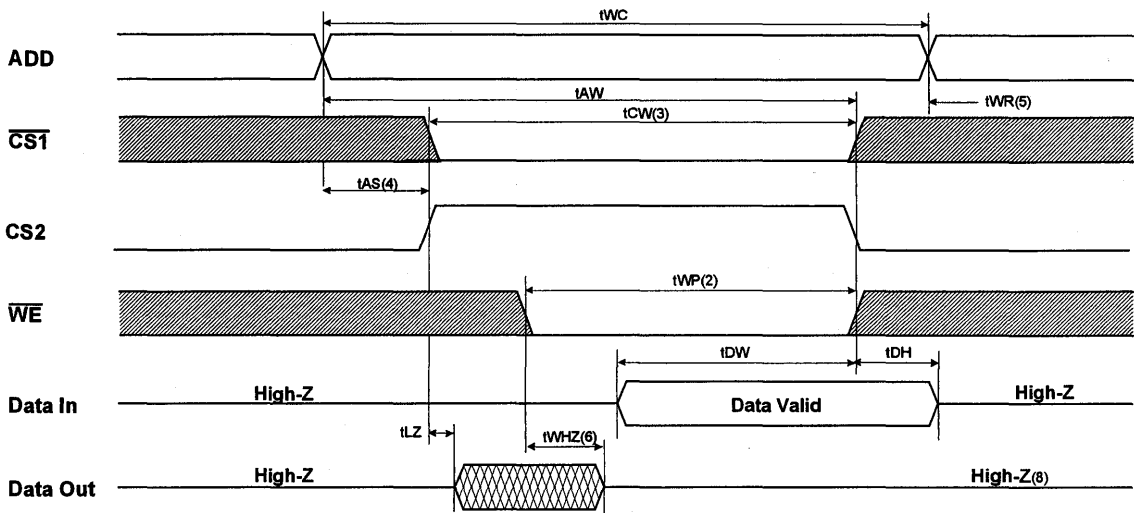 tWC
ADD
tAW
tCW(3)
tWR(5)
CS1
tAS(4)
CS2
tWP(2)
WE
tDW
tDH
Data In
High-Z
Data Valid
High-Z
tLZ
tWHZ(6)
Data Out
High-Z
High-Z(8)